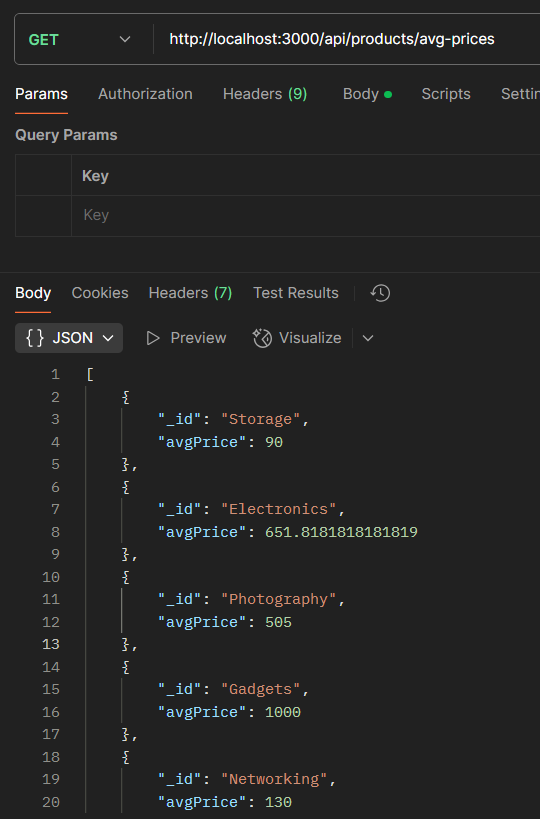 GET http://localhost:3000/api/products/avg-prices
Params Authorization Headers (9) Body Scripts Settin
Query Params
Key
Key
Body Cookies Headers (7) Test Results
{} JSON Preview Visualize
1 [
2 {
3 "_id": "Storage",
4 "avgPrice": 90
5 },
6 {
7 "_id": "Electronics",
8 "avgPrice": 651.8181818181819
9 },
10 {
11 "_id": "Photography",
12 "avgPrice": 505
13 },
14 {
15 "_id": "Gadgets",
16 "avgPrice": 1000
17 },
18 {
19 "_id": "Networking",
20 "avgPrice": 130